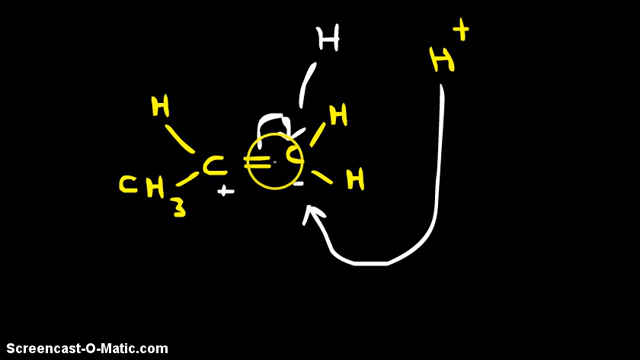 H
H+
H
H
C = C
CH3
H
+
-
Screencast-O-Matic.com